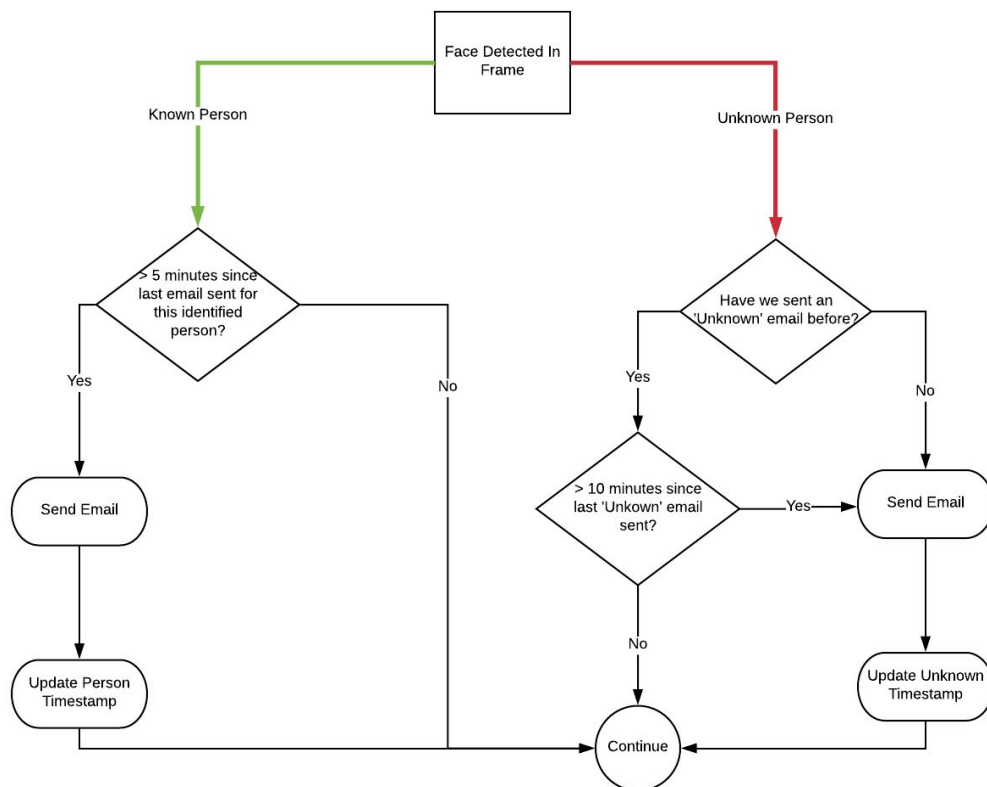 Face Detected In
Frame
Known Person
Unknown Person
> 5 minutes since
last email sent for
this identified
person?
Have we sent an
'Unknown' email before?
Yes
No
Yes
No
> 10 minutes since
last 'Unkown' email
sent?
Yes
Send Email
Send Email
No
Update Person
Timestamp
Update Unknown
Timestamp
Continue